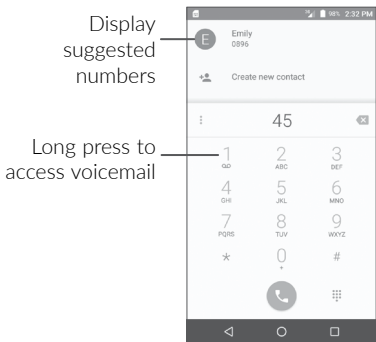 Display
suggested
numbers
Long press to
access voicemail
98% 2:32 PM
E
Emily
0896
Create new contact
45
1 2 3
ABC DEF
4 5 6
GHI JKL MNO
7 8 9
PQRS TUV WXYZ
* 0 #
+